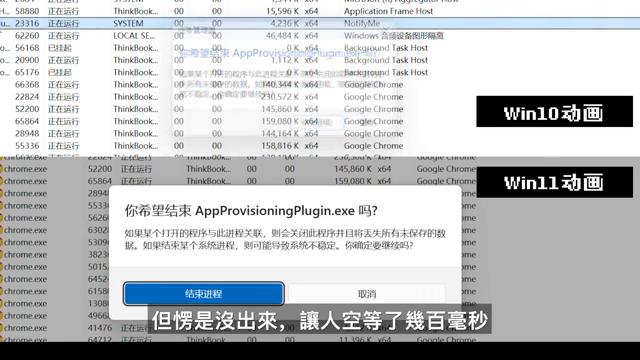 58880 正在运行 ThinkBook... 00 15,596 K x64 Application Frame Host
23316 正在运行 SYSTEM 00 4,236 K x64 NotifyMe
62260 正在运行 LOCAL SE... 00 46,484 K x64 Windows 音频设备图形隔离
56168 已挂起 ThinkBook... 00 0 K x64 Background Task Host
20900 正在运行 ThinkBook... 00 1,112 K x64 Background Task Host
65176 已挂起 ThinkBook... 00 0 K x64 Background Task Host
66368 正在运行 ThinkBook... 00 140,344 K x64 Google Chrome
22824 正在运行 ThinkBook... 00 230,572 K x64 Google Chrome
52200 正在运行 ThinkBook... 00 145,860 K x64 Google Chrome
65864 正在运行 ThinkBook... 00 159,080 K x64 Google Chrome
28948 正在运行 ThinkBook... 00 144,164 K x64 Google Chrome
55336 正在运行 ThinkBook... 00 158,816 K x64 Google Chrome
你希望结束 AppProvisioningPlugin.exe 吗?
Win10动画
chrome.exe 52200 正在运行 ThinkBook... 00 145,860 K x64 Google Chrome
chrome.exe 65864 正在运行 ThinkBook... 00 159,080 K x64 Google Chrome
Win11动画
你希望结束 AppProvisioningPlugin.exe 吗?
如果某个打开的程序与此进程关联，则会关闭此程序并且将丢失所有未保存的数
据。如果结束某个系统进程，则可能导致系统不稳定。你确定要继续吗?
结束进程 取消
但愣是沒出來，讓人空等了幾百毫秒